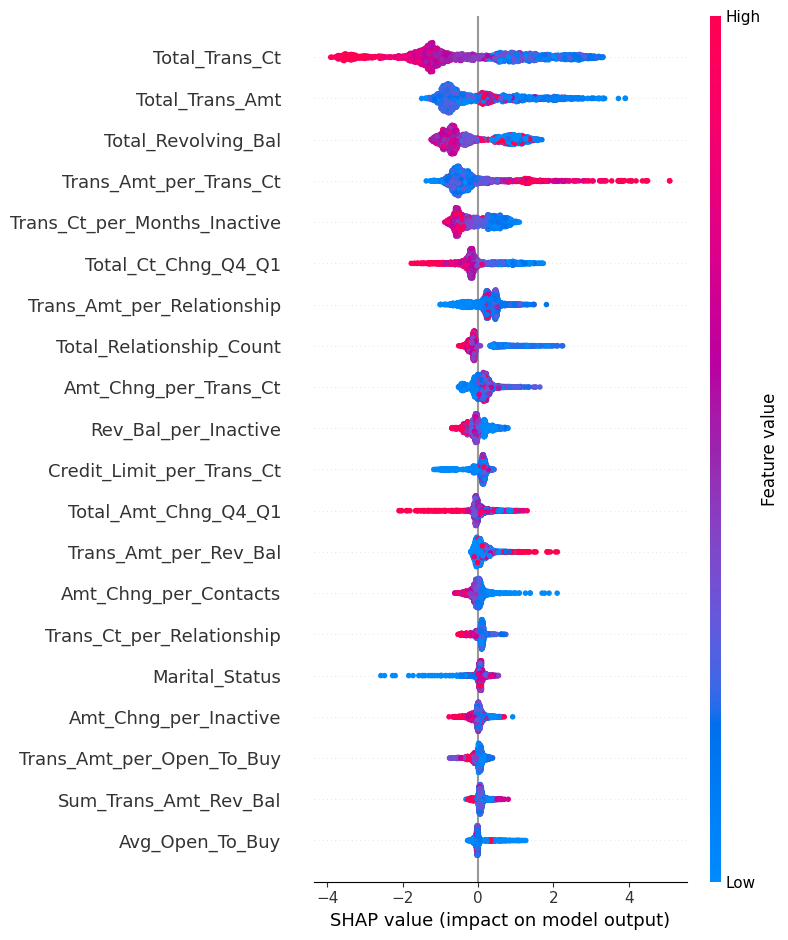 High
Total_Trans_Ct
Total_Trans_Amt
Total_Revolving_Bal
Trans_Amt_per_Trans_Ct
Trans_Ct_per_Months_Inactive
Total_Ct_Chng_Q4_Q1
Trans_Amt_per_Relationship
Total_Relationship_Count
Amt_Chng_per_Trans_Ct
Rev_Bal_per_Inactive
Credit_Limit_per_Trans_Ct
Total_Amt_Chng_Q4_Q1
Trans_Amt_per_Rev_Bal
Amt_Chng_per_Contacts
Trans_Ct_per_Relationship
Marital_Status
Amt_Chng_per_Inactive
Trans_Amt_per_Open_To_Buy
Sum_Trans_Amt_Rev_Bal
Avg_Open_To_Buy
Feature value
Low
−4 −2 0 2 4
SHAP value (impact on model output)